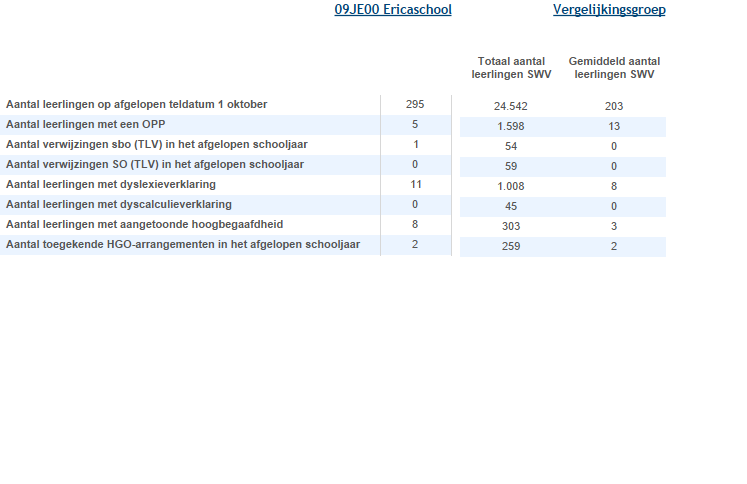 09JE00 Ericaschool Vergelijkingsgroep
Totaal aantal Gemiddeld aantal
leerlingen SWV leerlingen SWV
Aantal leerlingen op afgelopen teldatum 1 oktober 295 24.542 203
Aantal leerlingen met een OPP 5 1.598 13
Aantal verwijzingen sbo (TLV) in het afgelopen schooljaar 1 54 0
Aantal verwijzingen SO (TLV) in het afgelopen schooljaar 0 59 0
Aantal leerlingen met dyslexieverklaring 11 1.008 8
Aantal leerlingen met dyscalculieverklaring 0 45 0
Aantal leerlingen met aangetoonde hoogbegaafdheid 8 303 3
Aantal toegekende HGO-arrangementen in het afgelopen schooljaar 2 259 2